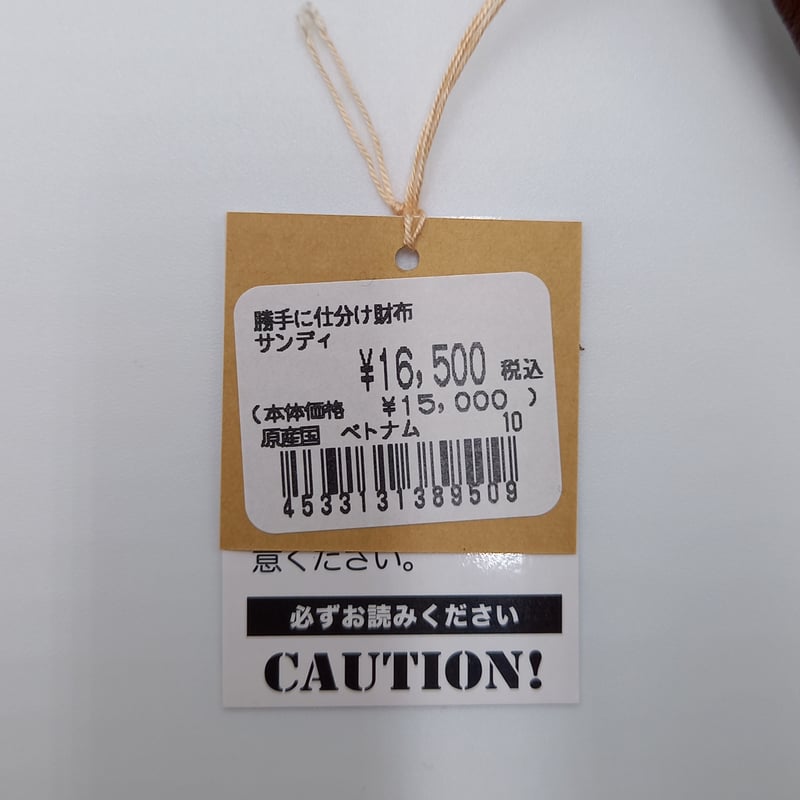 勝手に仕分け財布
サンディ
¥16,500 税込
(本体価格 ¥15,000 )
原産国 ベトナム 10
4533131389509
意ください。
必ずお読みください
CAUTION!